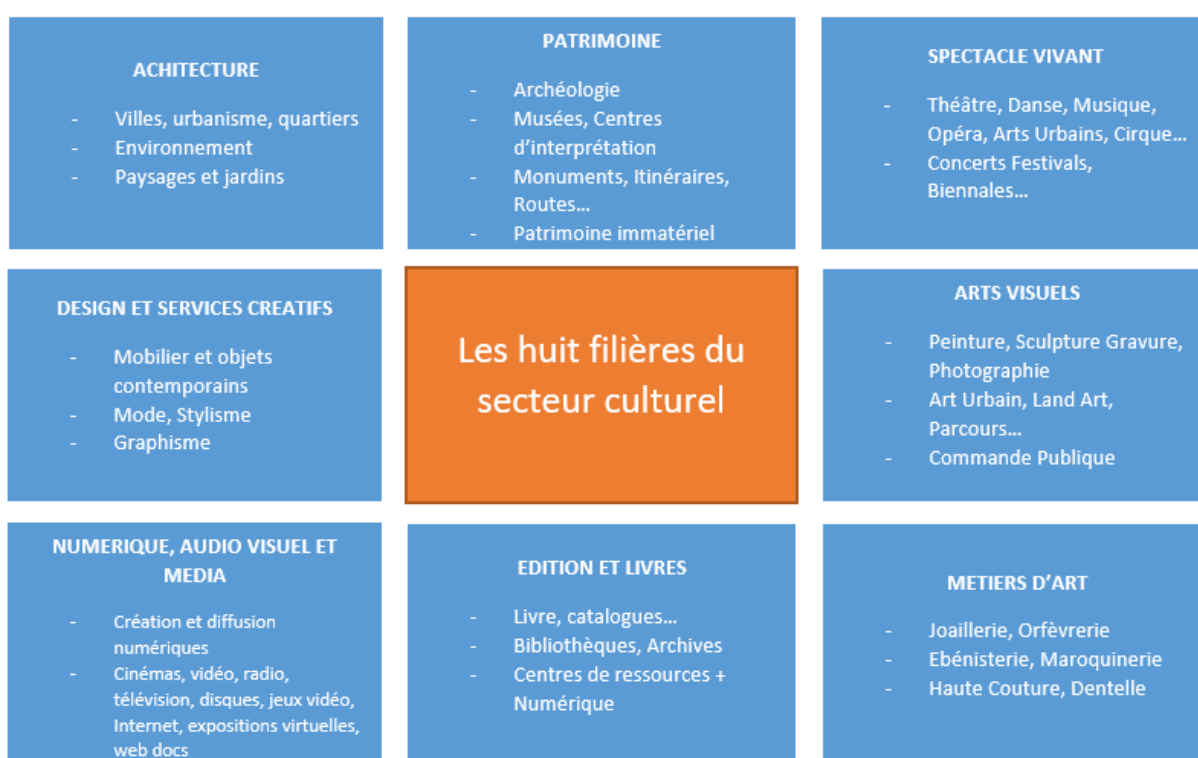 ACHITECTURE
- Villes, urbanisme, quartiers
- Environnement
- Paysages et jardins
PATRIMOINE
- Archéologie
- Musées, Centres
d'interprétation
- Monuments, Itinéraires,
Routes…
- Patrimoine immatériel
SPECTACLE VIVANT
- Théâtre, Danse, Musique,
Opéra, Arts Urbains, Cirque…
- Concerts Festivals,
Biennales…
DESIGN ET SERVICES CREATIFS
- Mobilier et objets
contemporains
- Mode, Stylisme
- Graphisme
Les huit filières du
secteur culturel
ARTS VISUELS
- Peinture, Sculpture Gravure,
Photographie
- Art Urbain, Land Art,
Parcours…
- Commande Publique
NUMERIQUE, AUDIO VISUEL ET
MEDIA
- Création et diffusion
numériques
- Cinémas, vidéo, radio,
télévision, disques, jeux vidéo,
Internet, expositions virtuelles,
web docs
EDITION ET LIVRES
- Livre, catalogues…
- Bibliothèques, Archives
- Centres de ressources +
Numérique
METIERS D'ART
- Joaillerie, Orfèvrerie
- Ebénisterie, Maroquinerie
- Haute Couture, Dentelle